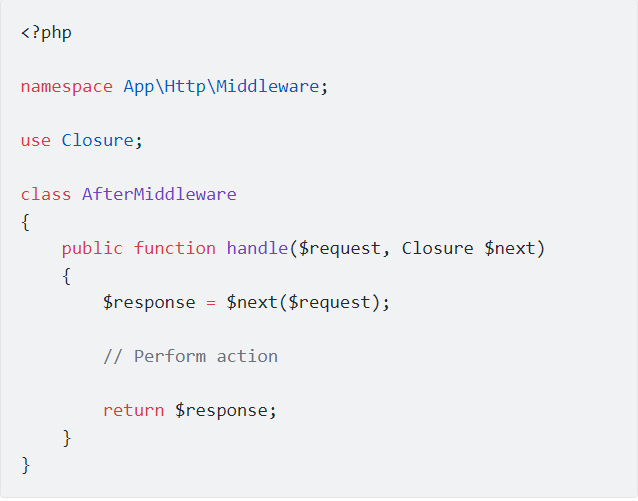 <?php
namespace App\Http\Middleware;
use Closure;
class AfterMiddleware
{
    public function handle($request, Closure $next)
    {
        $response = $next($request);
        // Perform action
        return $response;
    }
}